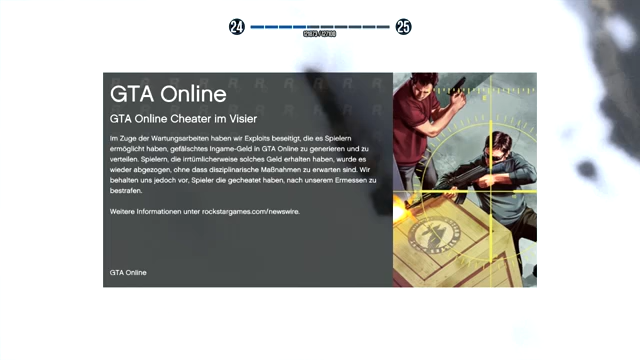 24 25
GTA Online
GTA Online Cheater im Visier
Im Zuge der Wartungsarbeiten haben wir Exploits beseitigt, die es Spielern
ermöglicht haben, gefälschtes Ingame-Geld in GTA Online zu generieren und zu
verteilen. Spielern, die irrtümlicherweise solches Geld erhalten haben, wurde es
wieder abgezogen, ohne dass disziplinarische Maßnahmen zu erwarten sind. Wir
behalten uns jedoch vor, Spieler die gecheatet haben, nach unserem Ermessen zu
bestrafen.
Weitere Informationen unter rockstargames.com/newswire.
GTA Online